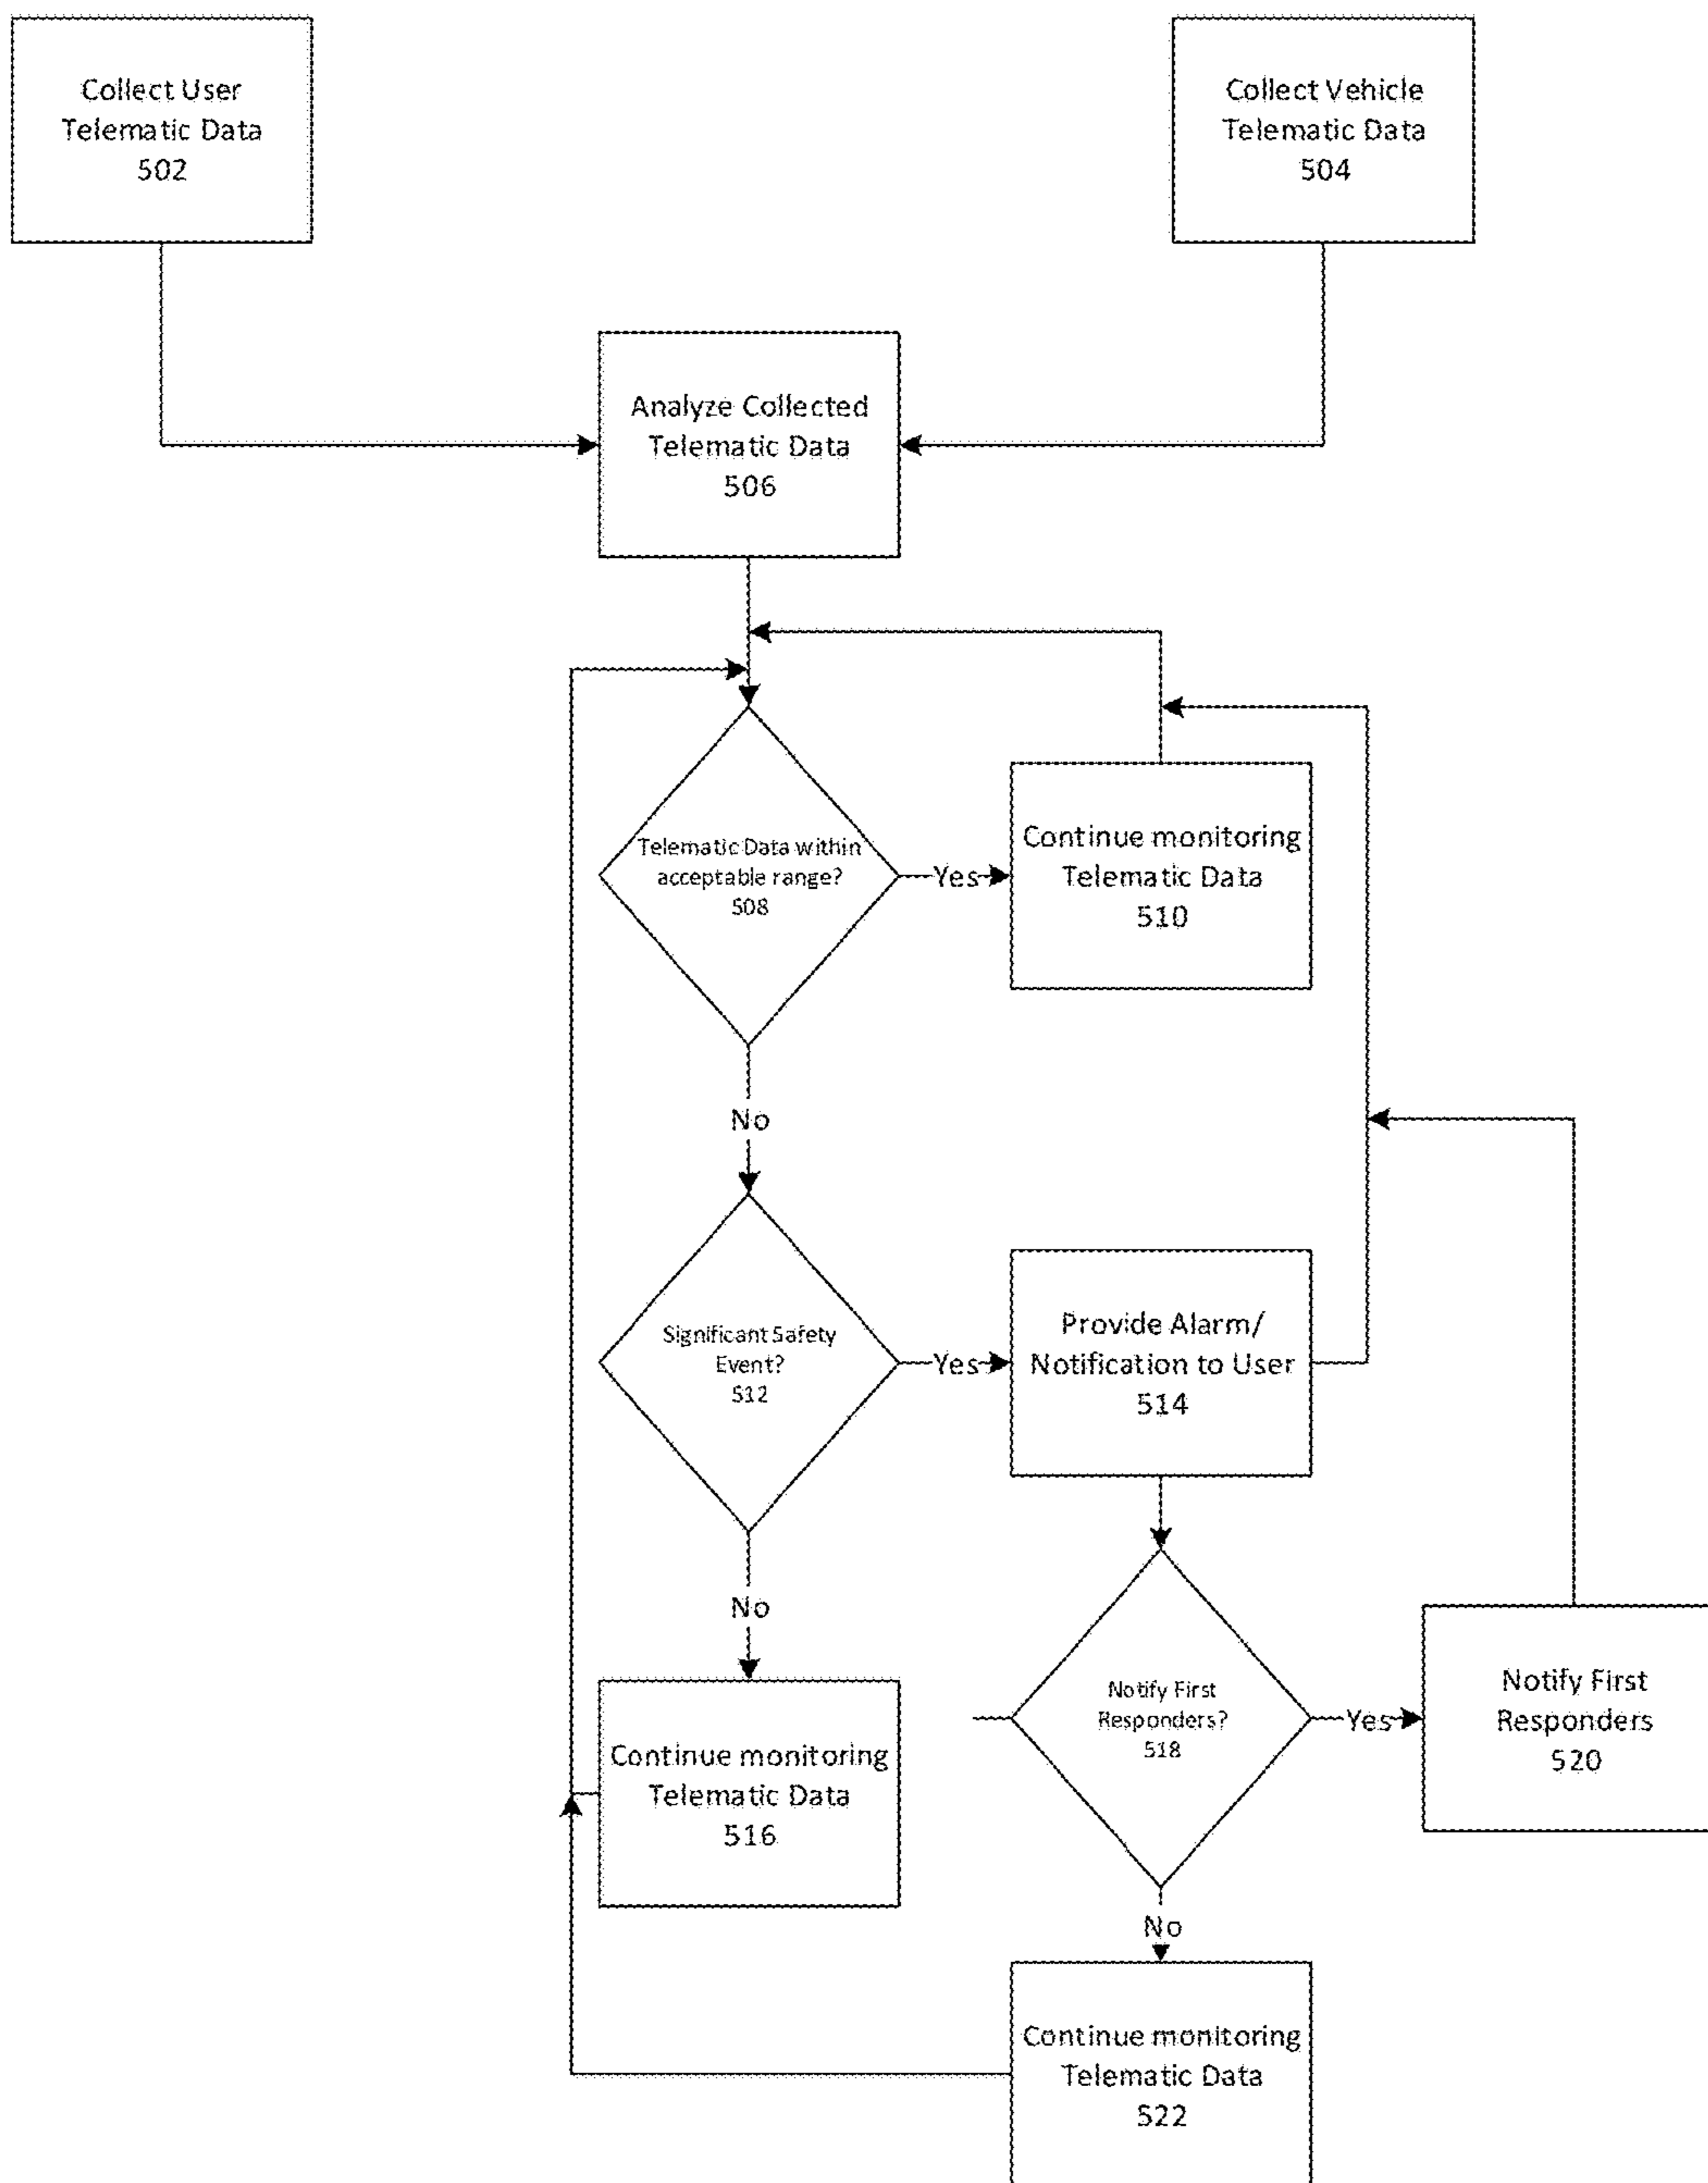 Collect User
Telematic Data
502
Collect Vehicle
Telematic Data
504
Analyze Collected
Telematic Data
506
Telematic Data within
acceptable range?
508
Yes
Continue monitoring
Telematic Data
510
No
Significant Safety
Event?
512
Yes
Provide Alarm/
Notification to User
514
No
Continue monitoring
Telematic Data
516
Notify First
Responders?
518
Yes
Notify First
Responders
520
No
Continue monitoring
Telematic Data
522